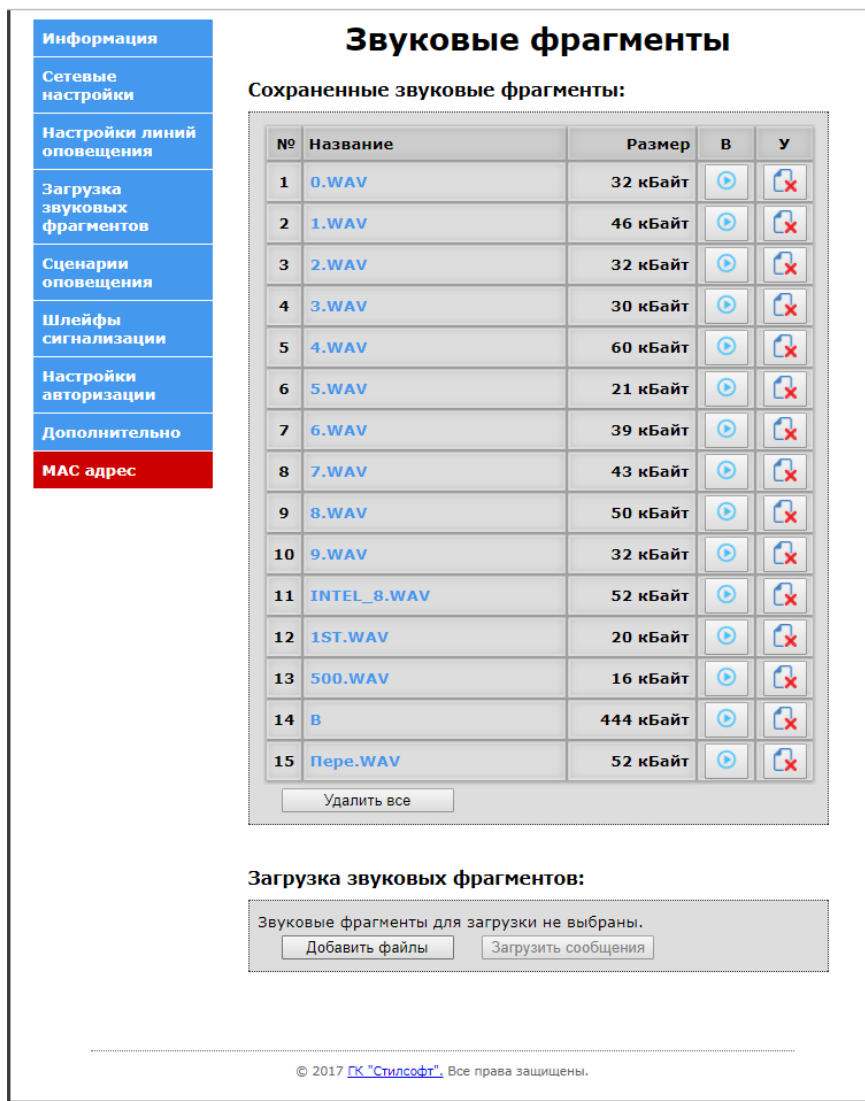 Информация
Сетевые
настройки
Настройки линий
оповещения
Загрузка
звуковых
фрагментов
Сценарии
оповещения
Шлейфы
сигнализации
Настройки
авторизации
Дополнительно
MAC адрес
Звуковые фрагменты
Сохраненные звуковые фрагменты:
№ Название Размер В У
1 0.WAV 32 кБайт
2 1.WAV 46 кБайт
3 2.WAV 32 кБайт
4 3.WAV 30 кБайт
5 4.WAV 60 кБайт
6 5.WAV 21 кБайт
7 6.WAV 39 кБайт
8 7.WAV 43 кБайт
9 8.WAV 50 кБайт
10 9.WAV 32 кБайт
11 INTEL_8.WAV 52 кБайт
12 1ST.WAV 20 кБайт
13 500.WAV 16 кБайт
14 В 444 кБайт
15 Пере.WAV 52 кБайт
Удалить все
Загрузка звуковых фрагментов:
Звуковые фрагменты для загрузки не выбраны.
Добавить файлы Загрузить сообщения
© 2017 ГК "Стилсофт". Все права защищены.